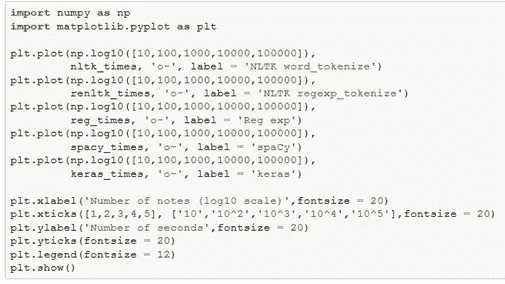 import numpy as np
import matplotlib.pyplot as plt
plt.plot(np.log10([10,100,1000,10000,100000]),
nltk_times, 'o-', label = 'NLTK word_tokenize')
plt.plot(np.log10([10,100,1000,10000,100000]),
renltk_times, 'o-', label = 'NLTK regexp_tokenize')
plt.plot(np.log10([10,100,1000,10000,100000]),
reg_times, 'o-', label = 'Reg exp')
plt.plot(np.log10([10,100,1000,10000,100000]),
spacy_times, 'o-', label = 'spaCy')
plt.plot(np.log10([10,100,1000,10000,100000]),
keras_times, 'o-', label = 'keras')
plt.xlabel('Number of notes (log10 scale)',fontsize = 20)
plt.xticks([1,2,3,4,5], ['10','10^2','10^3','10^4','10^5'],fontsize = 20)
plt.ylabel('Number of seconds',fontsize = 20)
plt.yticks(fontsize = 20)
plt.legend(fontsize = 12)
plt.show()